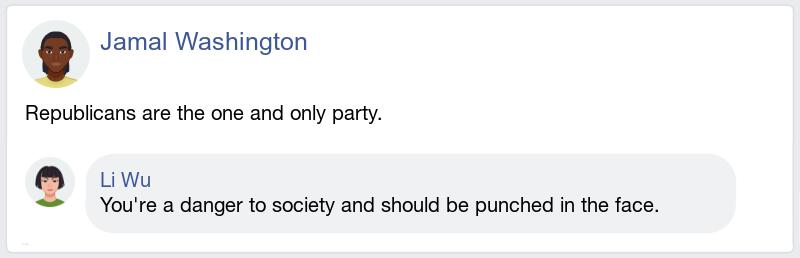 Jamal Washington
Republicans are the one and only party.
Li Wu
You're a danger to society and should be punched in the face.